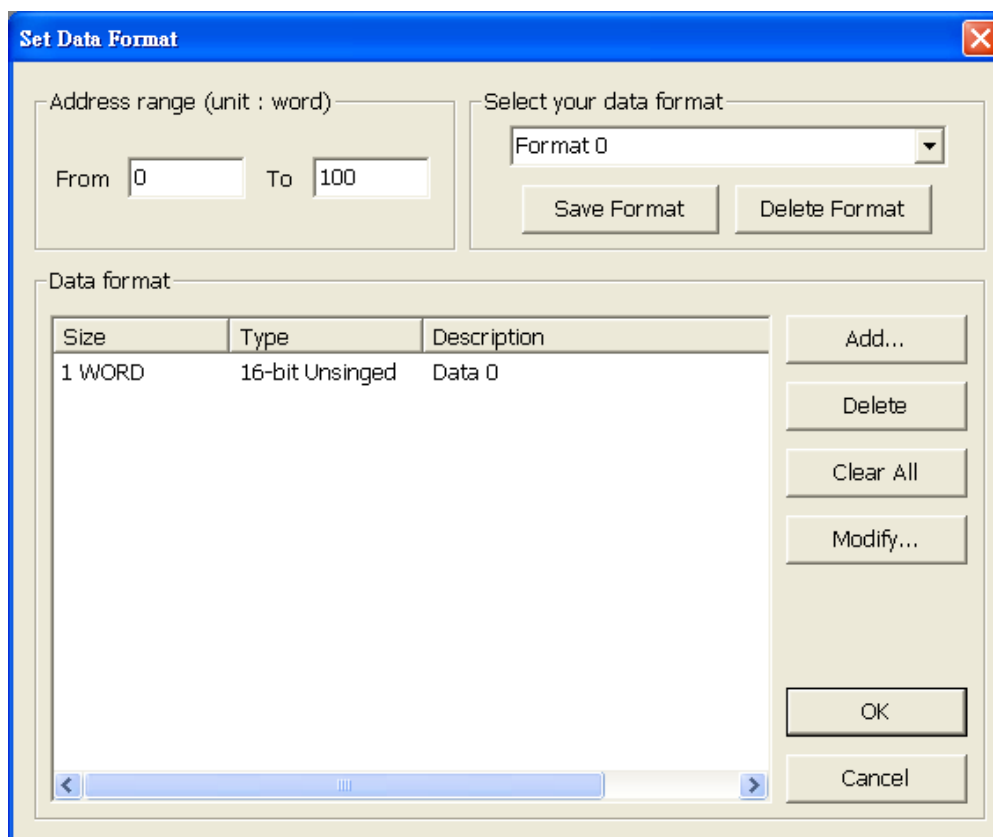 Set Data Format
Address range (unit : word)
From 0 To 100
Select your data format
Format 0
Save Format Delete Format
Data format
Size Type Description
1 WORD 16-bit Unsinged Data 0
Add...
Delete
Clear All
Modify...
OK
Cancel